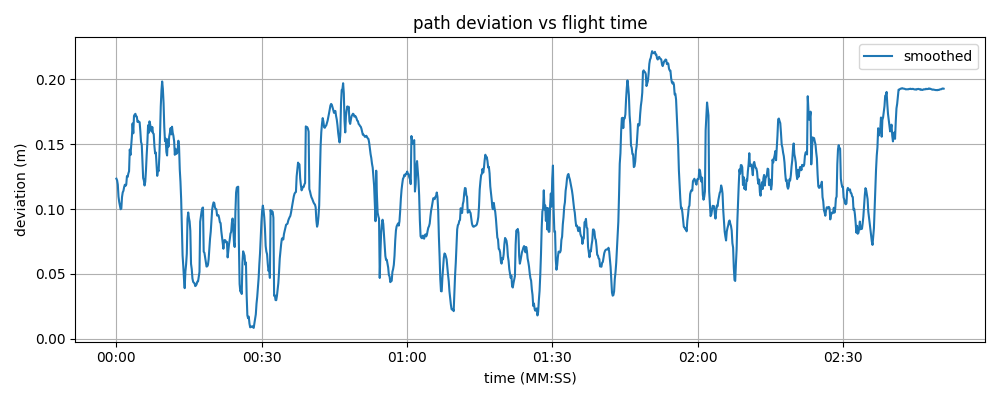 path deviation vs flight time
smoothed
deviation (m)
0.20
0.15
0.10
0.05
0.00
00:00 00:30 01:00 01:30 02:00 02:30
time (MM:SS)